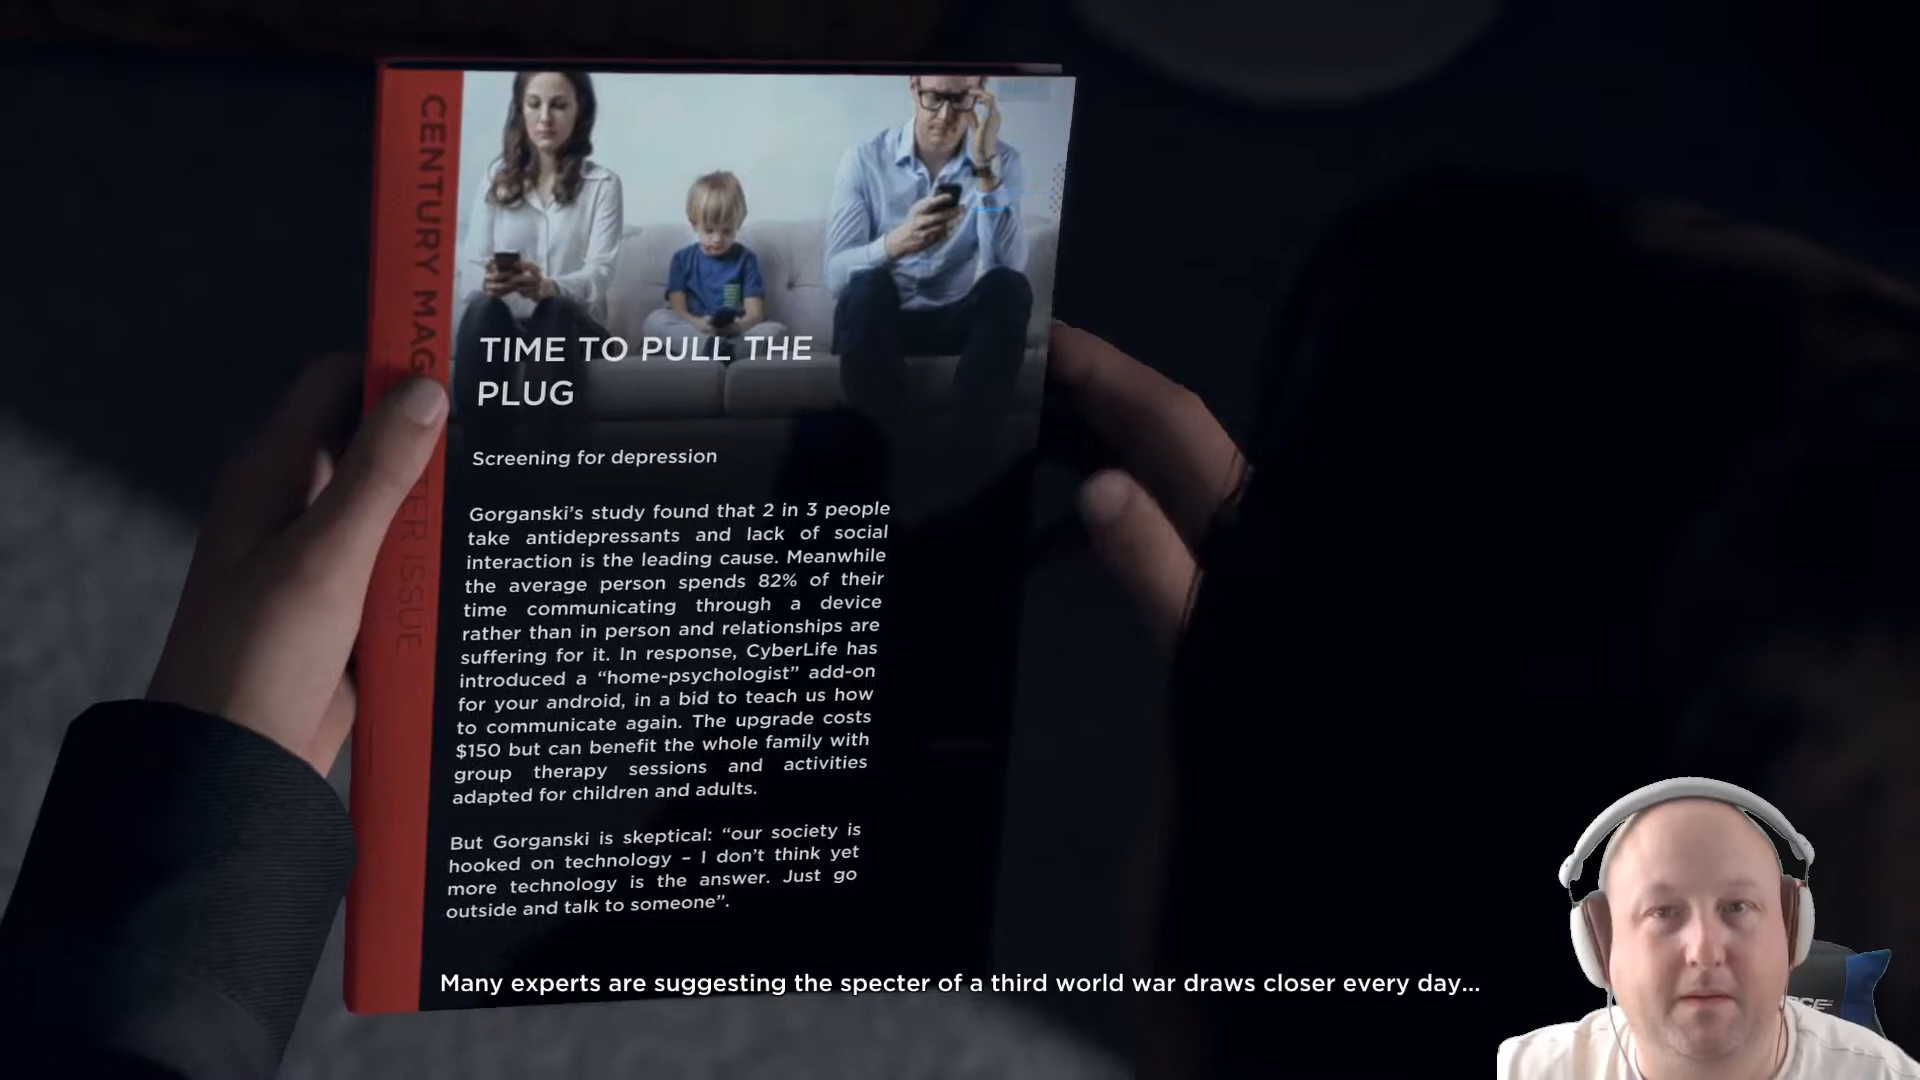 CENTURY MAG
TER ISSUE
TIME TO PULL THE
PLUG
Screening for depression
Gorganski's study found that 2 in 3 people
take antidepressants and lack of social
interaction is the leading cause. Meanwhile
the average person spends 82% of their
time communicating through a device
rather than in person and relationships are
suffering for it. In response, CyberLife has
introduced a “home-psychologist” add-on
for your android, in a bid to teach us how
to communicate again. The upgrade costs
$150 but can benefit the whole family with
group therapy sessions and activities
adapted for children and adults.
But Gorganski is skeptical: “our society is
hooked on technology – I don't think yet
more technology is the answer. Just go
outside and talk to someone”.
Many experts are suggesting the specter of a third world war draws closer every day...